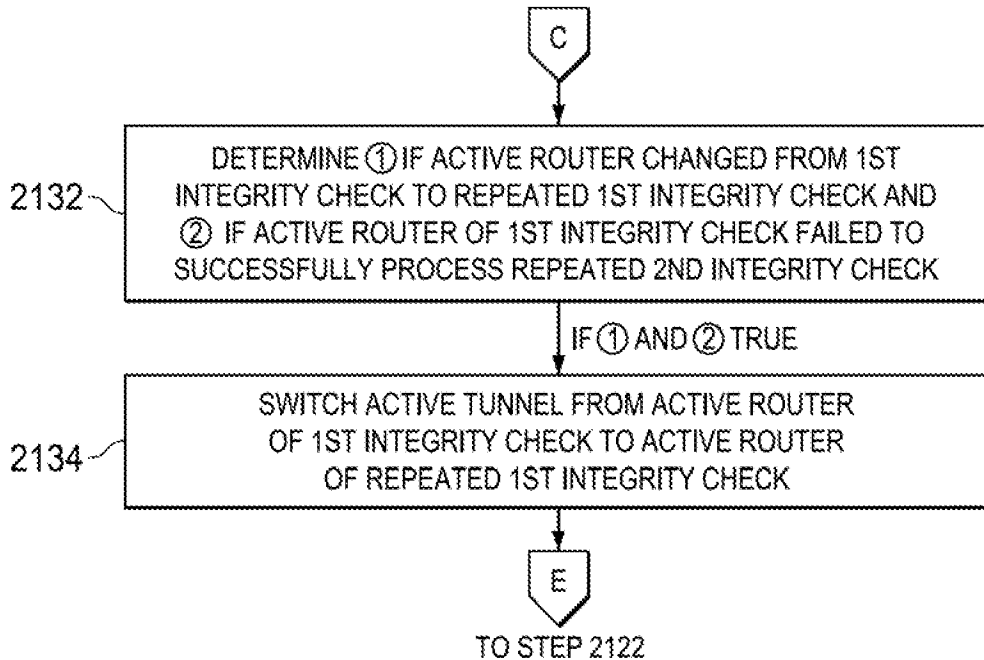 C
2132
DETERMINE ① IF ACTIVE ROUTER CHANGED FROM 1ST
INTEGRITY CHECK TO REPEATED 1ST INTEGRITY CHECK AND
② IF ACTIVE ROUTER OF 1ST INTEGRITY CHECK FAILED TO
SUCCESSFULLY PROCESS REPEATED 2ND INTEGRITY CHECK
IF ① AND ② TRUE
2134
SWITCH ACTIVE TUNNEL FROM ACTIVE ROUTER
OF 1ST INTEGRITY CHECK TO ACTIVE ROUTER
OF REPEATED 1ST INTEGRITY CHECK
E
TO STEP 2122